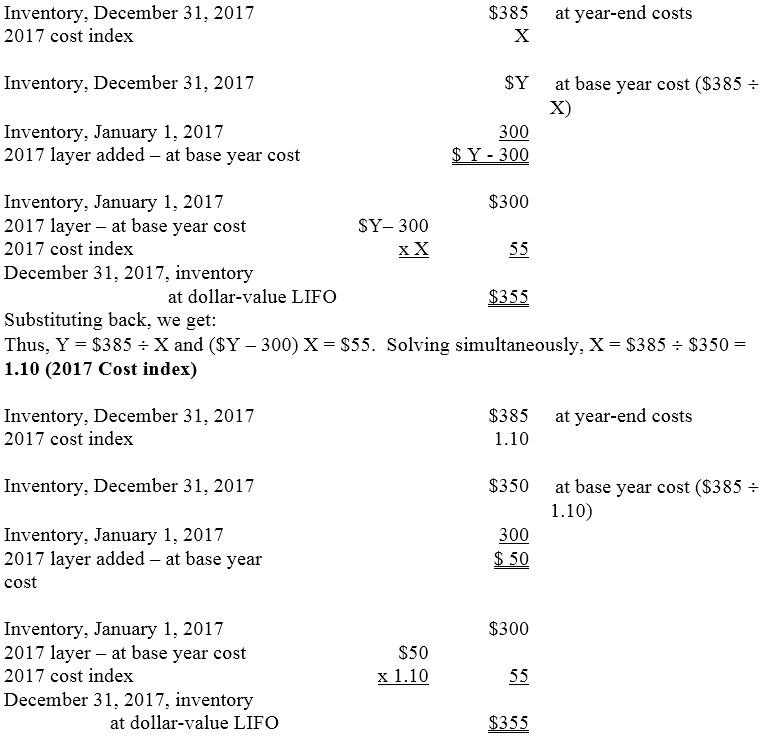 Inventory, December 31, 2017 $385 at year-end costs
2017 cost index X
Inventory, December 31, 2017 $Y at base year cost ($385 ÷
X)
Inventory, January 1, 2017 300
2017 layer added – at base year cost $ Y - 300
Inventory, January 1, 2017 $300
2017 layer – at base year cost $Y– 300
2017 cost index x X 55
December 31, 2017, inventory
at dollar-value LIFO $355
Substituting back, we get:
Thus, Y = $385 ÷ X and ($Y – 300) X = $55. Solving simultaneously, X = $385 ÷ $350 =
1.10 (2017 Cost index)
Inventory, December 31, 2017 $385 at year-end costs
2017 cost index 1.10
Inventory, December 31, 2017 $350 at base year cost ($385 ÷
1.10)
Inventory, January 1, 2017 300
2017 layer added – at base year $ 50
cost
Inventory, January 1, 2017 $300
2017 layer – at base year cost $50
2017 cost index x 1.10 55
December 31, 2017, inventory
at dollar-value LIFO $355